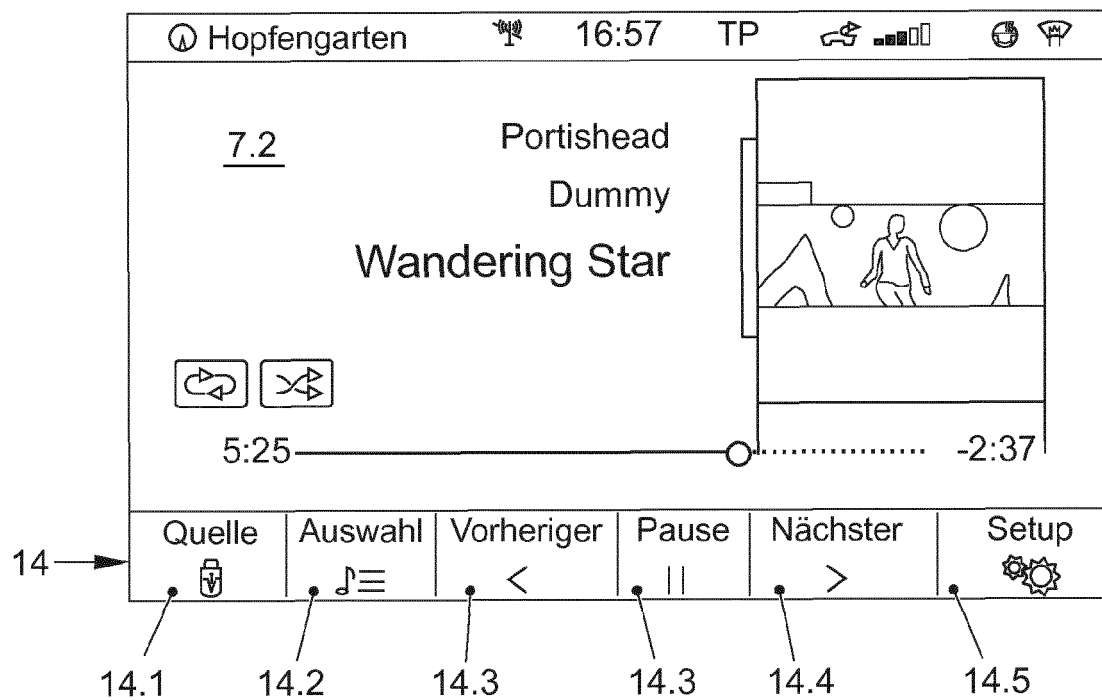 Hopfengarten 16:57 TP
7.2
Portishead
Dummy
Wandering Star
5:25 -2:37
Quelle Auswahl Vorheriger Pause Nächster Setup
14
14.1 14.2 14.3 14.3 14.4 14.5